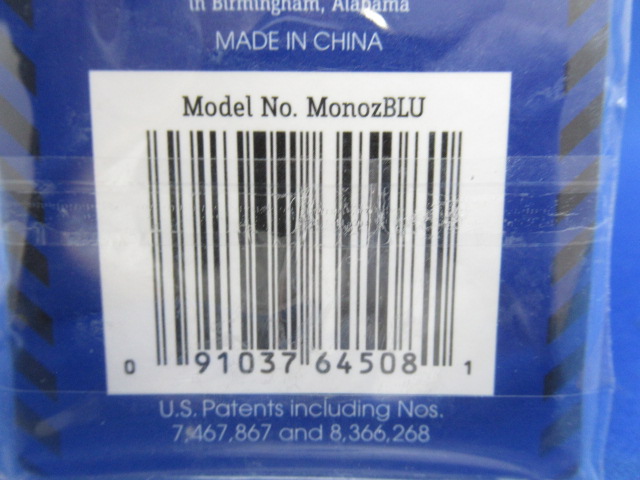 in Birmingham, Alabama
MADE IN CHINA
Model No. MonozBLU
0 91037 64508 1
U.S. Patents including Nos.
7,467,867 and 8,366,268